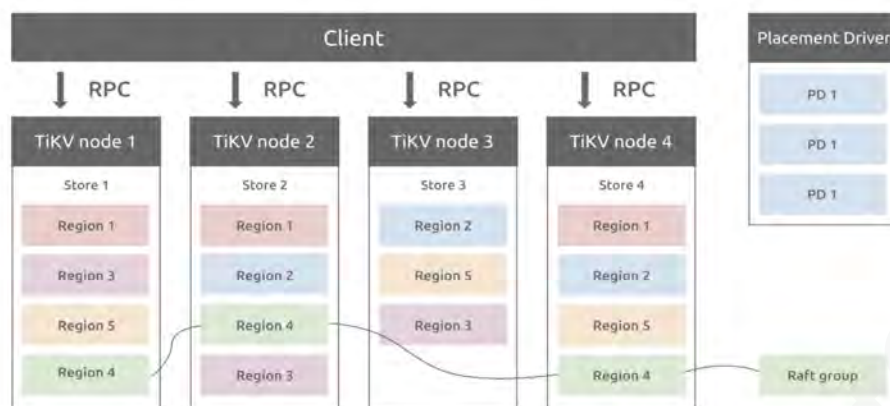 Client
Placement Driver
RPC
RPC
RPC
RPC
PD 1
PD 1
PD 1
TiKV node 1
TiKV node 2
TiKV node 3
TiKV node 4
Store 1
Region 1
Region 3
Region 5
Region 4
Store 2
Region 1
Region 2
Region 4
Region 3
Store 3
Region 2
Region 5
Region 3
Store 4
Region 1
Region 2
Region 5
Region 4
Raft group